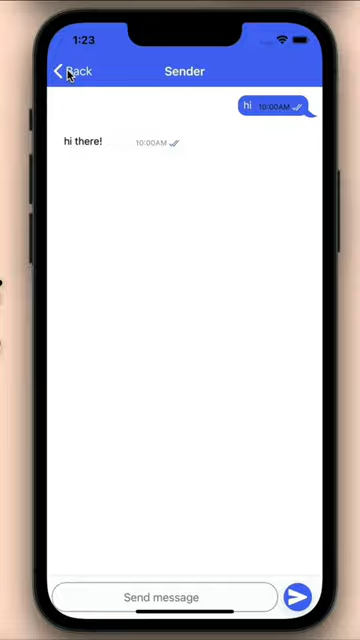 1:23
Back
Sender
hi 10:00AM
hi there! 10:00AM
Send message